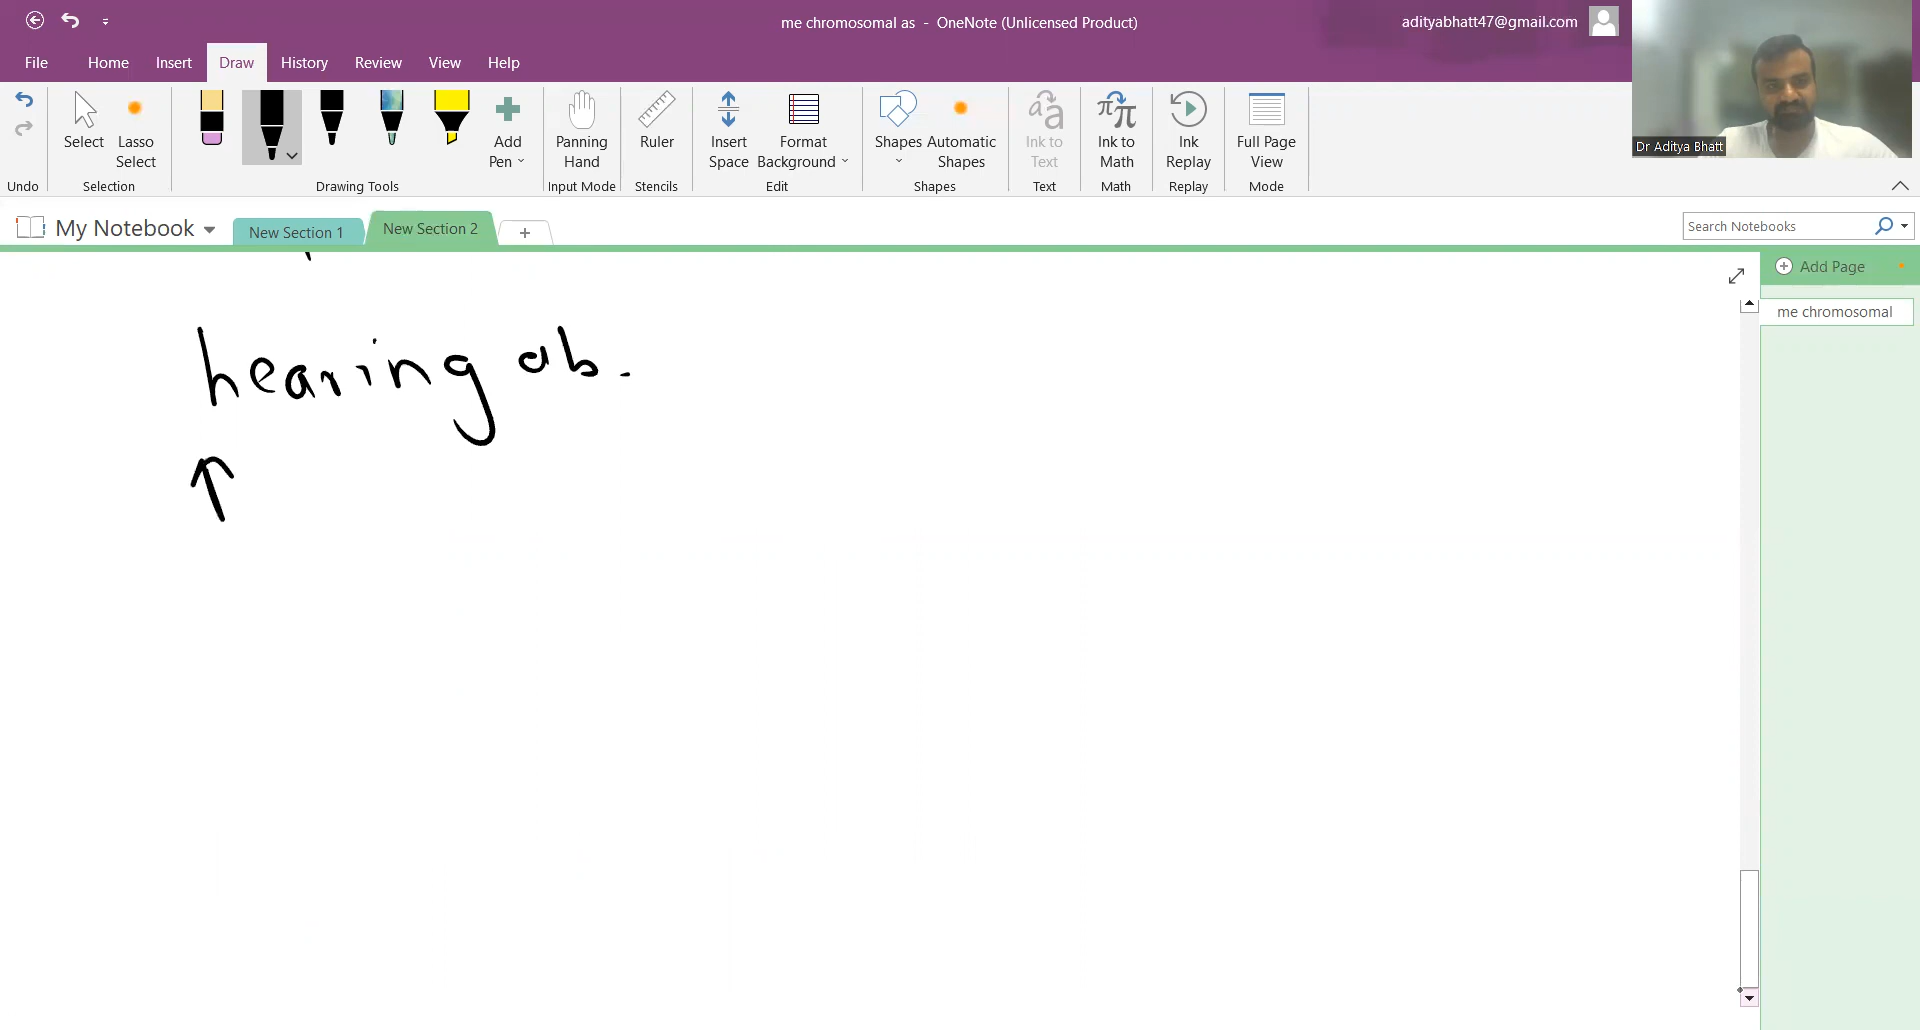 me chromosomal as - OneNote (Unlicensed Product)
adityabhatt47@gmail.com
File Home Insert Draw History Review View Help
Dr Aditya Bhatt
Select
Lasso Select
Add Pen
Panning Hand
Ruler
Insert Space
Format Background
Shapes
Automatic Shapes
Ink to Text
Ink to Math
Ink Replay
Full Page View
Undo Selection Drawing Tools Input Mode Stencils Edit Shapes Text Math Replay Mode
My Notebook New Section 1 New Section 2
Search Notebooks
Add Page
me chromosomal
hearing ab.
↑